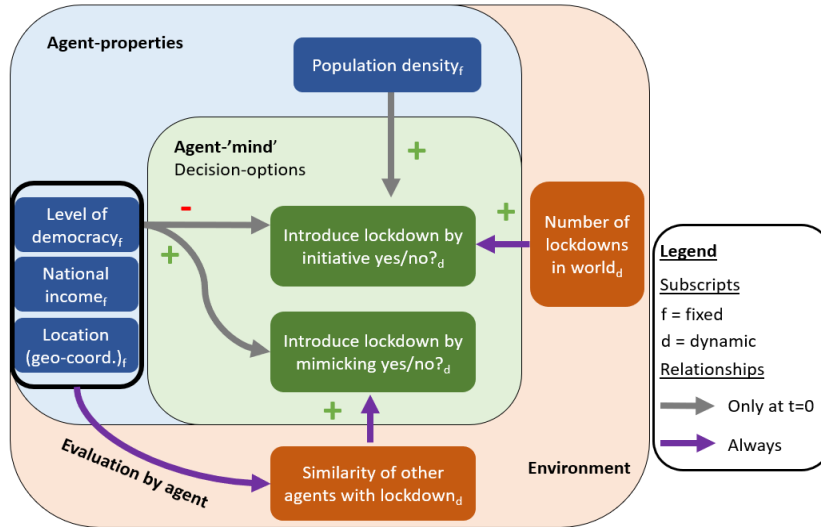 Agent-properties
Population density_f
Agent-'mind'
Decision-options
+
-
+
Level of
democracy_f
National
income_f
Location
(geo-coord.)_f
Introduce lockdown by
initiative yes/no?_d
Introduce lockdown by
mimicking yes/no?_d
+
+
Number of
lockdowns
in world_d
Evaluation by agent
Similarity of other
agents with lockdown_d
Environment
Legend
Subscripts
f = fixed
d = dynamic
Relationships
Only at t=0
Always